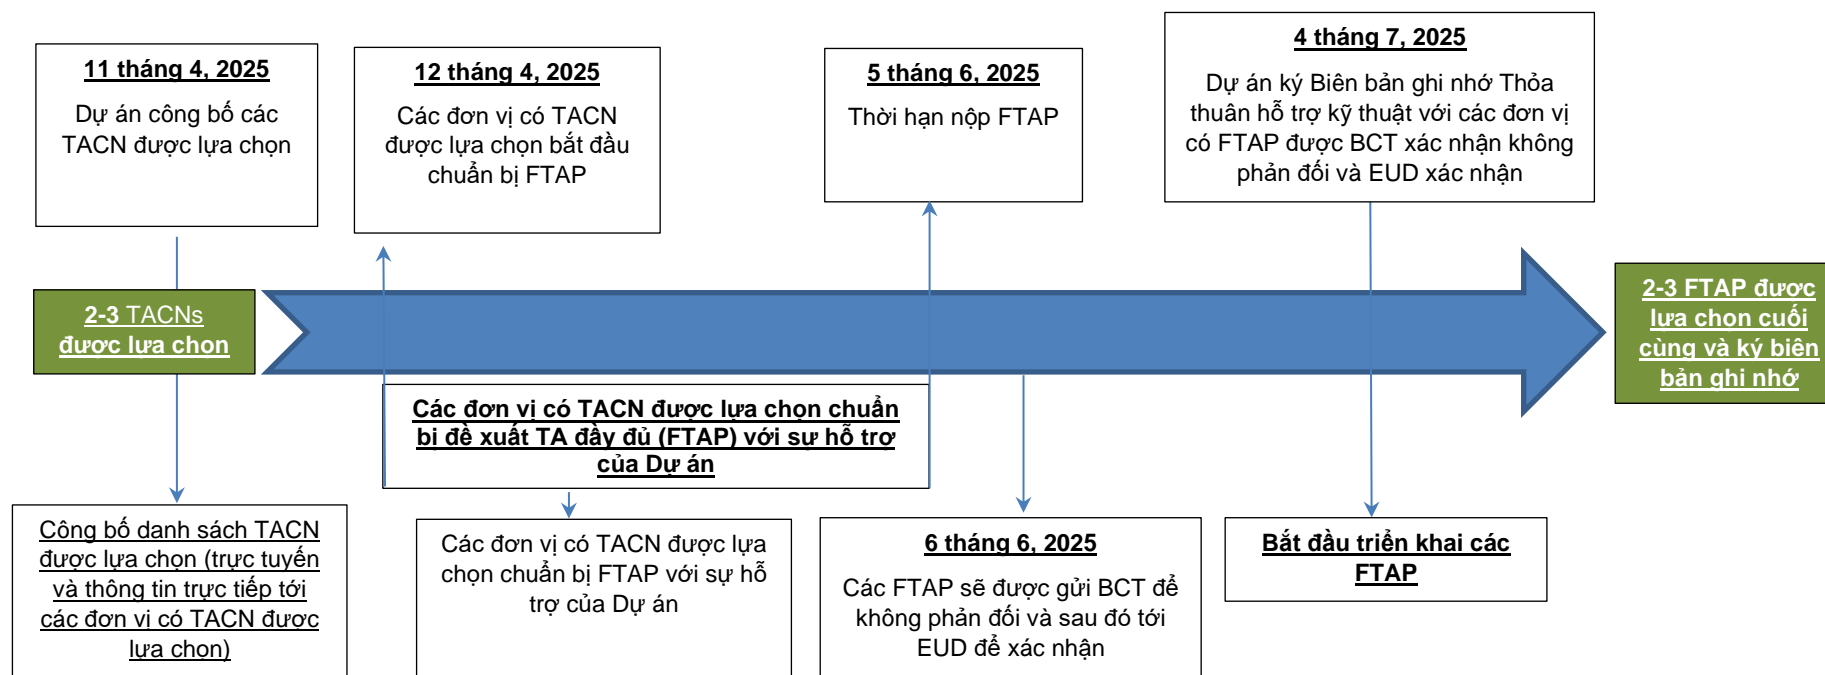 11 tháng 4, 2025
Dự án công bố các
TACN được lựa chọn
12 tháng 4, 2025
Các đơn vị có TACN
được lựa chọn bắt đầu
chuẩn bị FTAP
5 tháng 6, 2025
Thời hạn nộp FTAP
4 tháng 7, 2025
Dự án ký Biên bản ghi nhớ Thỏa
thuân hỗ trợ kỹ thuật với các đơn vị
có FTAP được BCT xác nhận không
phản đối và EUD xác nhận
2-3 TACNs
được lựa chọn
2-3 FTAP được
lựa chọn cuối
cùng và ký biên
bản ghi nhớ
Các đơn vị có TACN được lựa chọn chuẩn
bị đề xuất TA đầy đủ (FTAP) với sự hỗ trợ
của Dự án
Công bố danh sách TACN
được lựa chọn (trực tuyến
và thông tin trực tiếp tới
các đơn vị có TACN được
lựa chọn)
Các đơn vị có TACN được lựa
chọn chuẩn bị FTAP với sự hỗ
trợ của Dự án
6 tháng 6, 2025
Các FTAP sẽ được gửi BCT để
không phản đối và sau đó tới
EUD để xác nhận
Bắt đầu triển khai các
FTAP